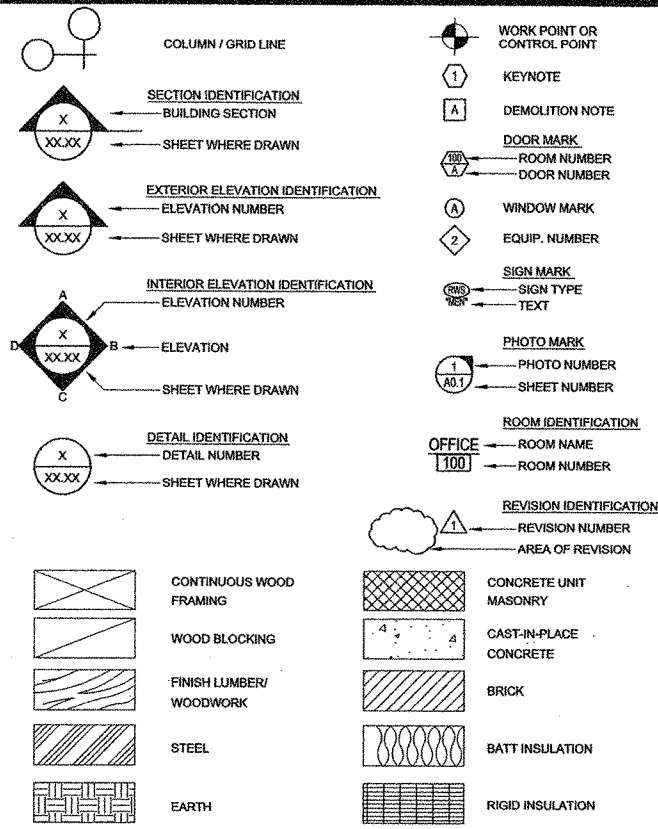 COLUMN / GRID LINE
SECTION IDENTIFICATION
BUILDING SECTION
X
XX.XX
SHEET WHERE DRAWN
EXTERIOR ELEVATION IDENTIFICATION
ELEVATION NUMBER
X
XX.XX
SHEET WHERE DRAWN
INTERIOR ELEVATION IDENTIFICATION
A
ELEVATION NUMBER
X
D
B
ELEVATION
XX.XX
C
SHEET WHERE DRAWN
DETAIL IDENTIFICATION
X
DETAIL NUMBER
XX.XX
SHEET WHERE DRAWN
WORK POINT OR
CONTROL POINT
1
KEYNOTE
A
DEMOLITION NOTE
DOOR MARK
100
ROOM NUMBER
A
DOOR NUMBER
A
WINDOW MARK
2
EQUIP. NUMBER
SIGN MARK
RWS
SIGN TYPE
"MEN"
TEXT
PHOTO MARK
1
PHOTO NUMBER
A0.1
SHEET NUMBER
ROOM IDENTIFICATION
OFFICE
ROOM NAME
100
ROOM NUMBER
REVISION IDENTIFICATION
1
REVISION NUMBER
AREA OF REVISION
CONTINUOUS WOOD
FRAMING
WOOD BLOCKING
FINISH LUMBER/
WOODWORK
STEEL
EARTH
CONCRETE UNIT
MASONRY
CAST-IN-PLACE
CONCRETE
BRICK
BATT INSULATION
RIGID INSULATION